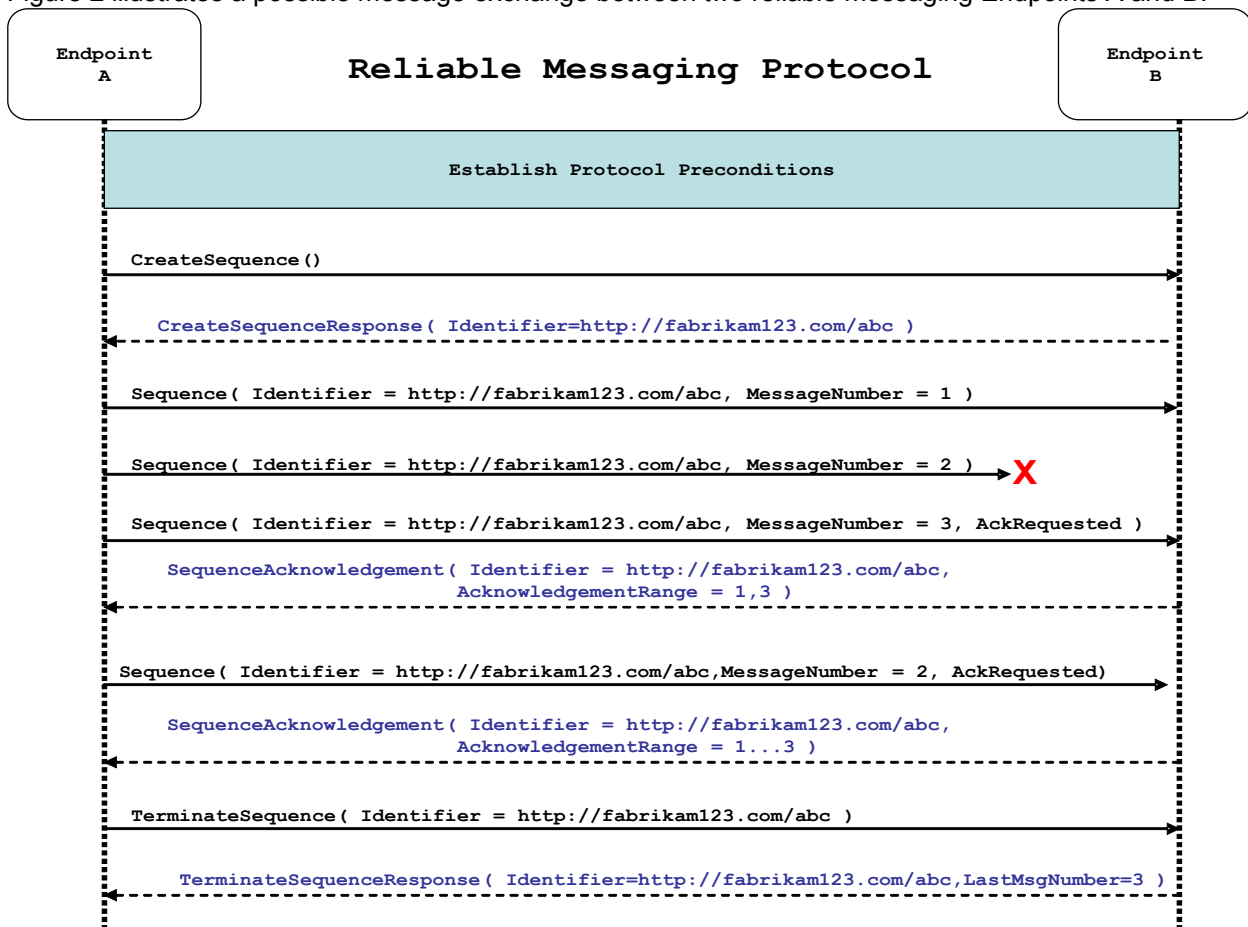 Figure 2 illustrates a possible message exchange between two reliable messaging Endpoints A and B.
Endpoint
A
Reliable Messaging Protocol
Endpoint
B
Establish Protocol Preconditions
CreateSequence()
CreateSequenceResponse( Identifier=http://fabrikam123.com/abc )
Sequence( Identifier = http://fabrikam123.com/abc, MessageNumber = 1 )
Sequence( Identifier = http://fabrikam123.com/abc, MessageNumber = 2 )
X
Sequence( Identifier = http://fabrikam123.com/abc, MessageNumber = 3, AckRequested )
SequenceAcknowledgement( Identifier = http://fabrikam123.com/abc,
AcknowledgementRange = 1,3 )
Sequence( Identifier = http://fabrikam123.com/abc,MessageNumber = 2, AckRequested)
SequenceAcknowledgement( Identifier = http://fabrikam123.com/abc,
AcknowledgementRange = 1...3 )
TerminateSequence( Identifier = http://fabrikam123.com/abc )
TerminateSequenceResponse( Identifier=http://fabrikam123.com/abc,LastMsgNumber=3 )